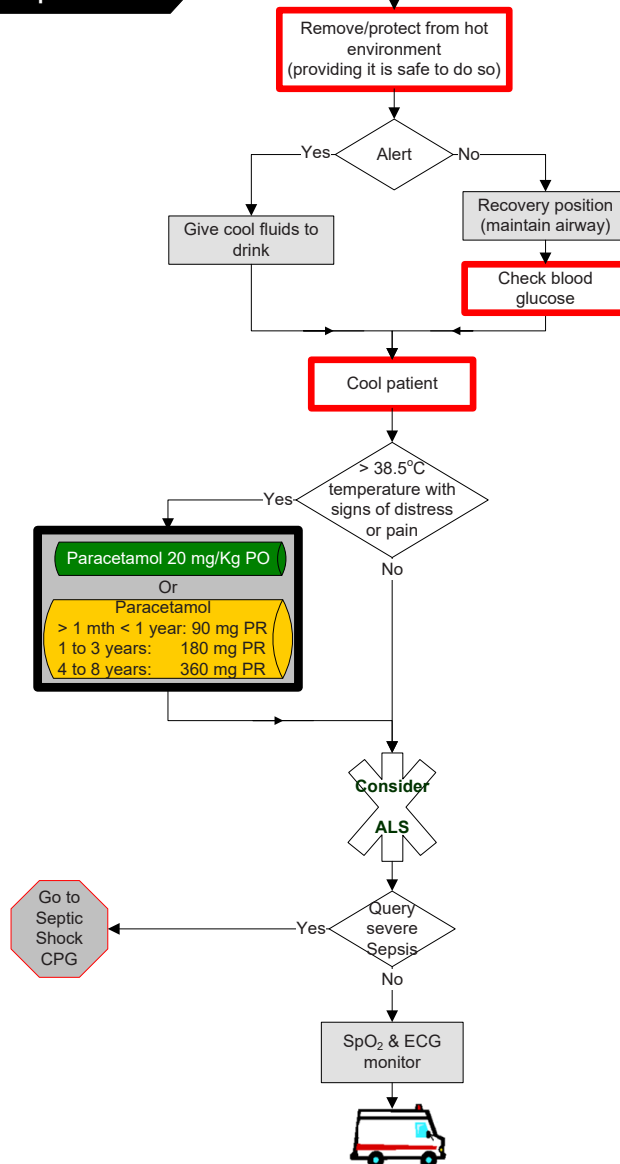 Remove/protect from hot
environment
(providing it is safe to do so)
Yes
Alert
No
Give cool fluids to
drink
Recovery position
(maintain airway)
Check blood
glucose
Cool patient
> 38.5°C
temperature with
signs of distress
or pain
Yes
No
Paracetamol 20 mg/Kg PO
Or
Paracetamol
> 1 mth < 1 year: 90 mg PR
1 to 3 years: 180 mg PR
4 to 8 years: 360 mg PR
Consider
ALS
Go to
Septic
Shock
CPG
Yes
Query
severe
Sepsis
No
SpO₂ & ECG
monitor